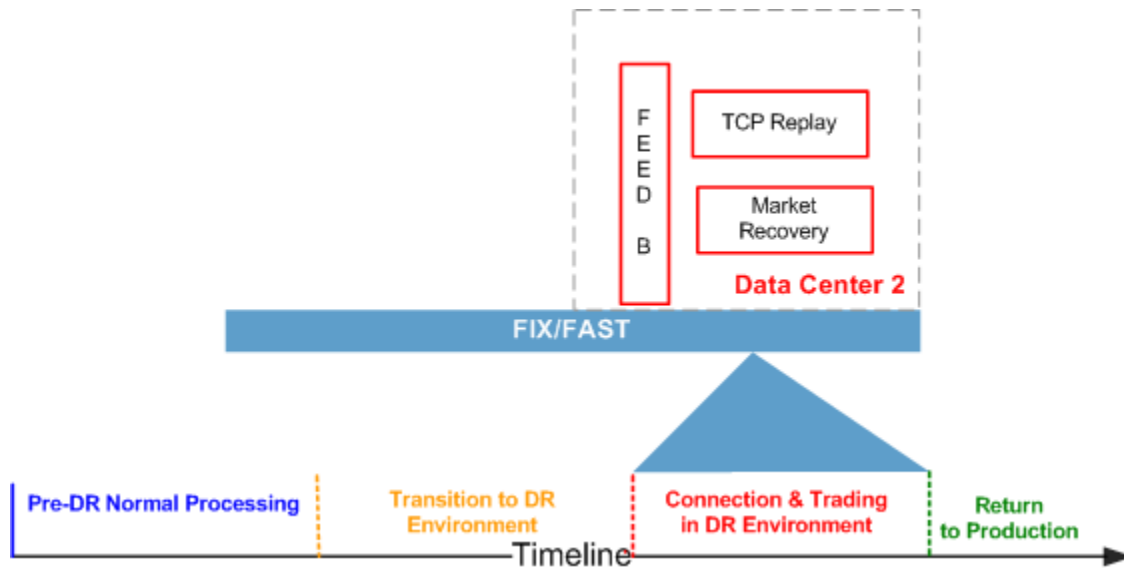 FEED B
TCP Replay
Market
Recovery
Data Center 2
FIX/FAST
Pre-DR Normal Processing
Transition to DR
Environment
Connection & Trading
in DR Environment
Return
to Production
Timeline